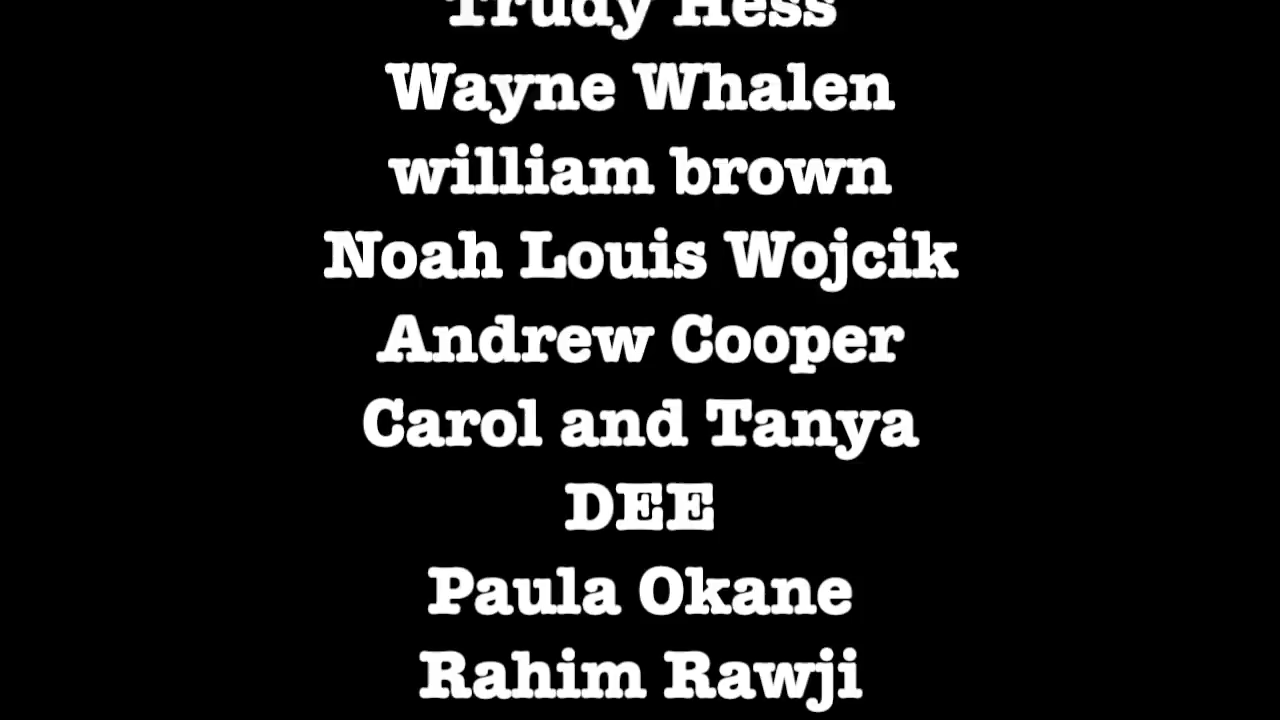 Trudy Hess
Wayne Whalen
william brown
Noah Louis Wojcik
Andrew Cooper
Carol and Tanya
DEE
Paula Okane
Rahim Rawji